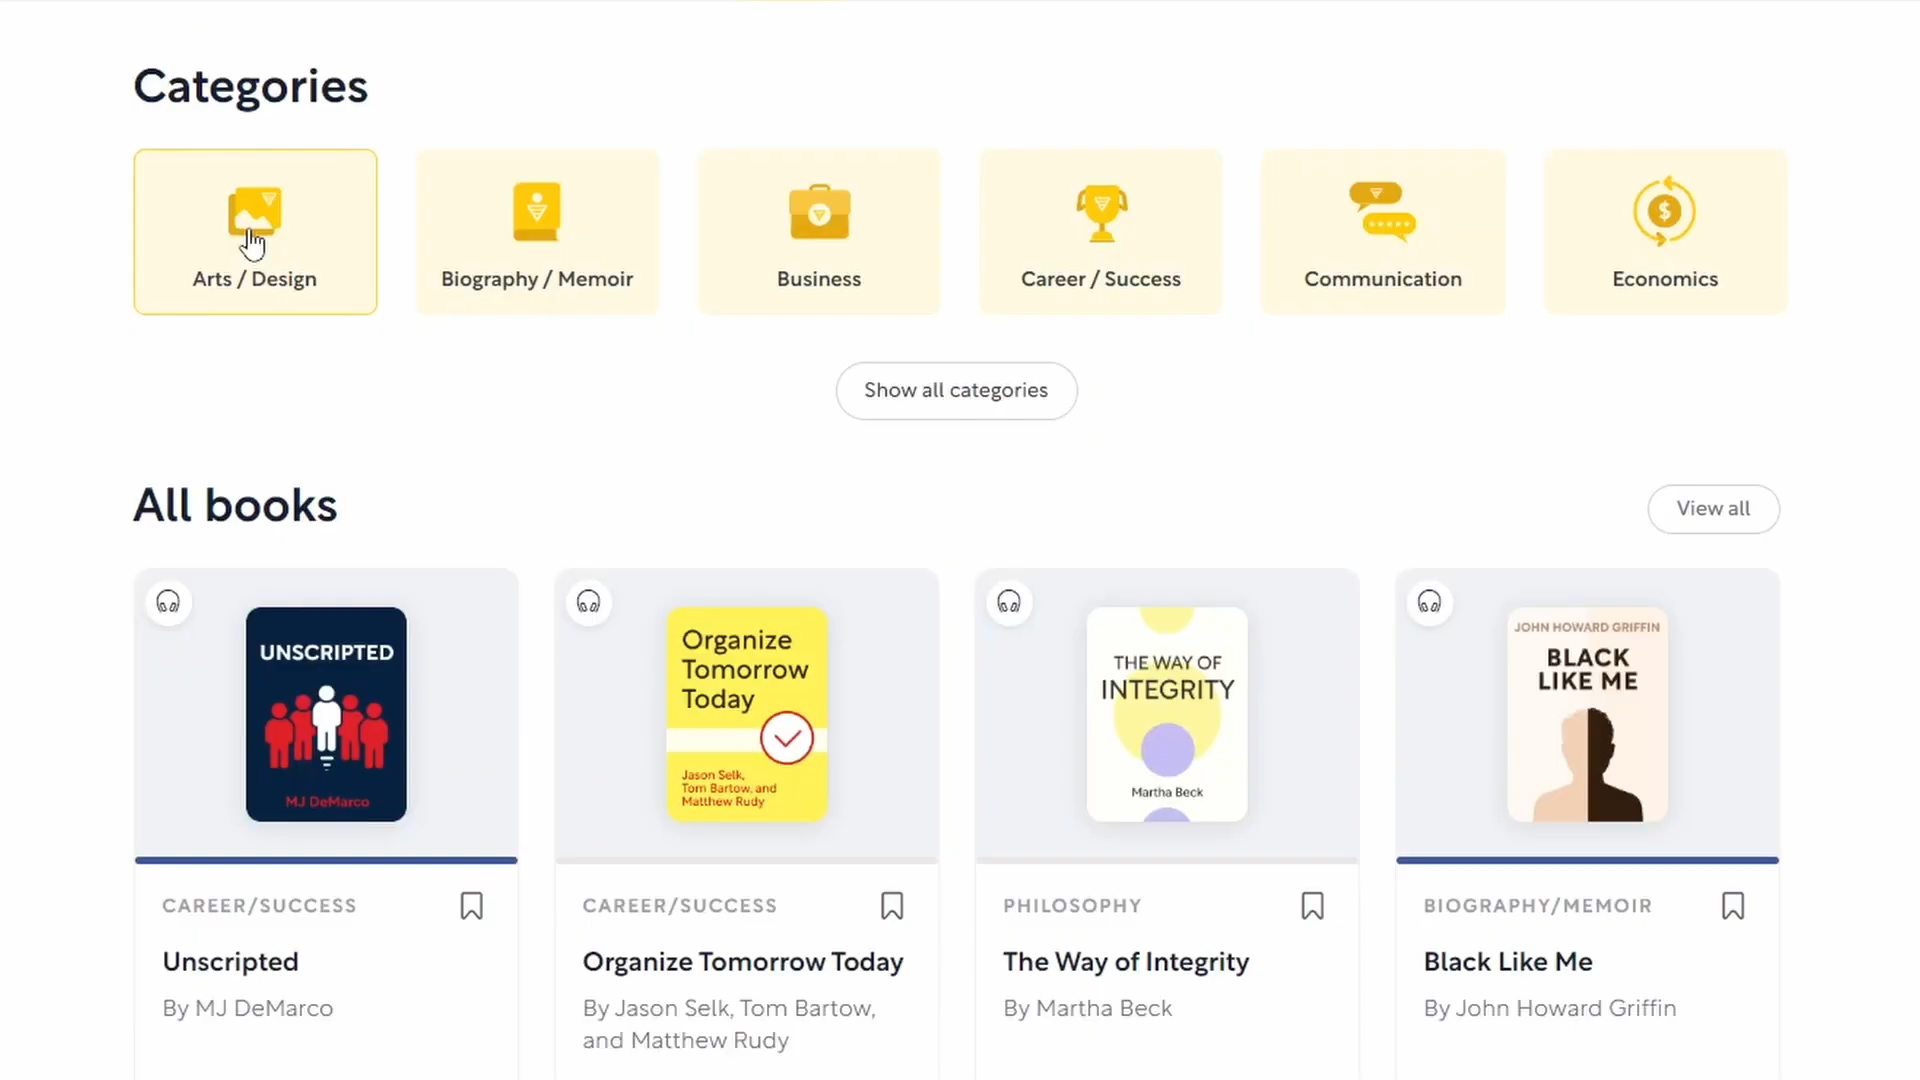 Categories
Arts / Design
Biography / Memoir
Business
Career / Success
Communication
Economics
Show all categories
All books
View all
UNSCRIPTED
MJ DeMarco
Organize
Tomorrow
Today
Jason Selk,
Tom Bartow, and
Matthew Rudy
THE WAY OF
INTEGRITY
Martha Beck
JOHN HOWARD GRIFFIN
BLACK
LIKE ME
CAREER/SUCCESS
Unscripted
By MJ DeMarco
CAREER/SUCCESS
Organize Tomorrow Today
By Jason Selk, Tom Bartow,
and Matthew Rudy
PHILOSOPHY
The Way of Integrity
By Martha Beck
BIOGRAPHY/MEMOIR
Black Like Me
By John Howard Griffin